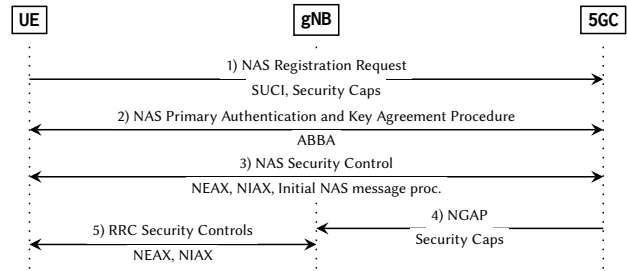 UE gNB 5GC
1) NAS Registration Request
SUCI, Security Caps
2) NAS Primary Authentication and Key Agreement Procedure
ABBA
3) NAS Security Control
NEAX, NIAX, Initial NAS message proc.
4) NGAP
Security Caps
5) RRC Security Controls
NEAX, NIAX